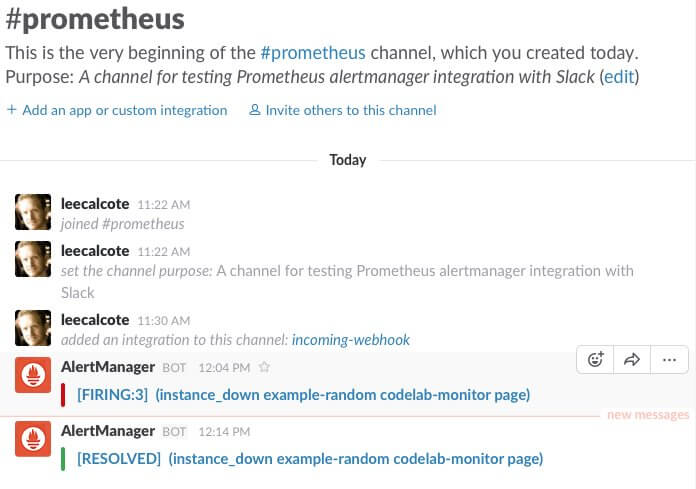 #prometheus
This is the very beginning of the #prometheus channel, which you created today.
Purpose: A channel for testing Prometheus alertmanager integration with Slack (edit)
+ Add an app or custom integration Invite others to this channel
Today
leecalcote 11:22 AM
joined #prometheus
leecalcote 11:22 AM
set the channel purpose: A channel for testing Prometheus alertmanager integration with
Slack
leecalcote 11:30 AM
added an integration to this channel: incoming-webhook
AlertManager BOT 12:04 PM
[FIRING:3] (instance_down example-random codelab-monitor page)
new messages
AlertManager BOT 12:14 PM
[RESOLVED] (instance_down example-random codelab-monitor page)